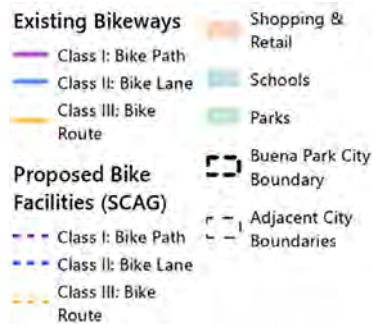 Existing Bikeways
Class I: Bike Path
Class II: Bike Lane
Class III: Bike
Route
Proposed Bike
Facilities (SCAG)
Class I: Bike Path
Class II: Bike Lane
Class III: Bike
Route
Shopping &
Retail
Schools
Parks
Buena Park City
Boundary
Adjacent City
Boundaries